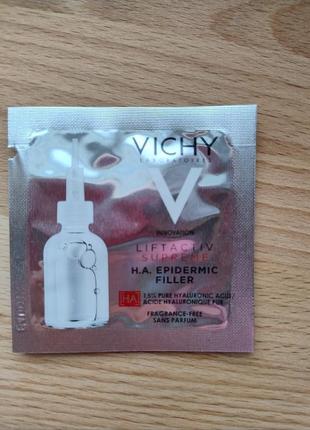 VICHY
LABORATOIRES
V
INNOVATION
LIFTACTIV
SUPREME
H.A. EPIDERMIC
FILLER
HA
1,5% PURE HYALURONIC ACID/
ACIDE HYALURONIQUE PUR
FRAGRANCE-FREE
SANS PARFUM